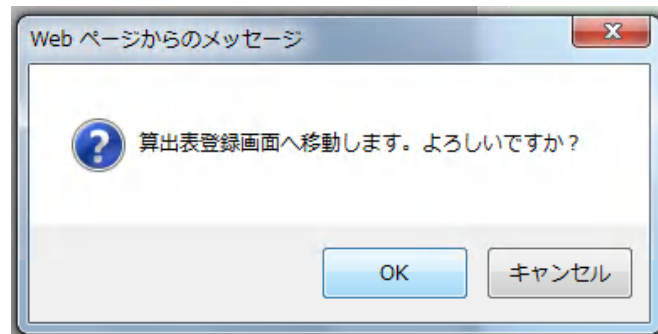 Web ページからのメッセージ
算出表登録画面へ移動します。よろしいですか？
OK
キャンセル